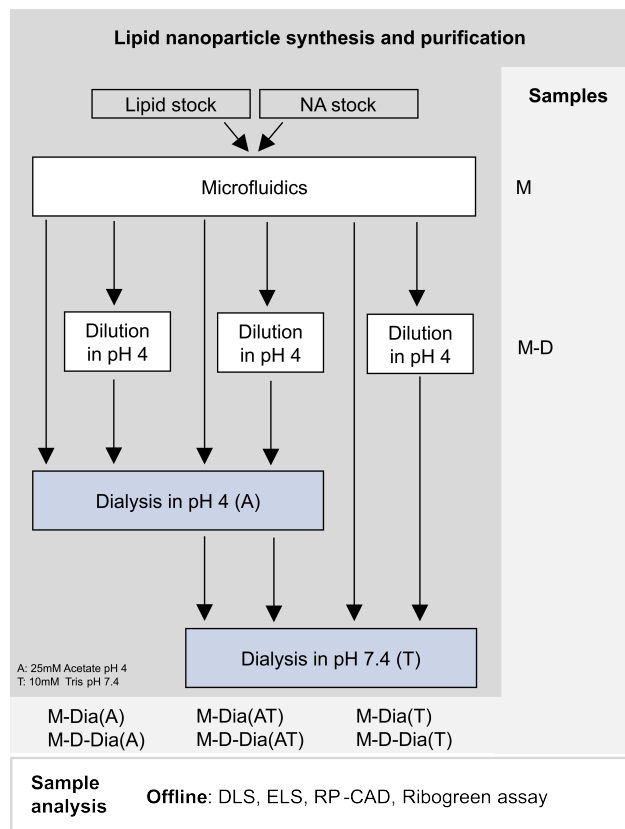 Lipid nanoparticle synthesis and purification
Samples
Lipid stock
NA stock
Microfluidics
M
Dilution
in pH 4
Dilution
in pH 4
Dilution
in pH 4
M-D
Dialysis in pH 4 (A)
Dialysis in pH 7.4 (T)
A: 25mM Acetate pH 4
T: 10mM Tris pH 7.4
M-Dia(A)
M-D-Dia(A)
M-Dia(AT)
M-D-Dia(AT)
M-Dia(T)
M-D-Dia(T)
Sample
analysis
Offline: DLS, ELS, RP-CAD, Ribogreen assay